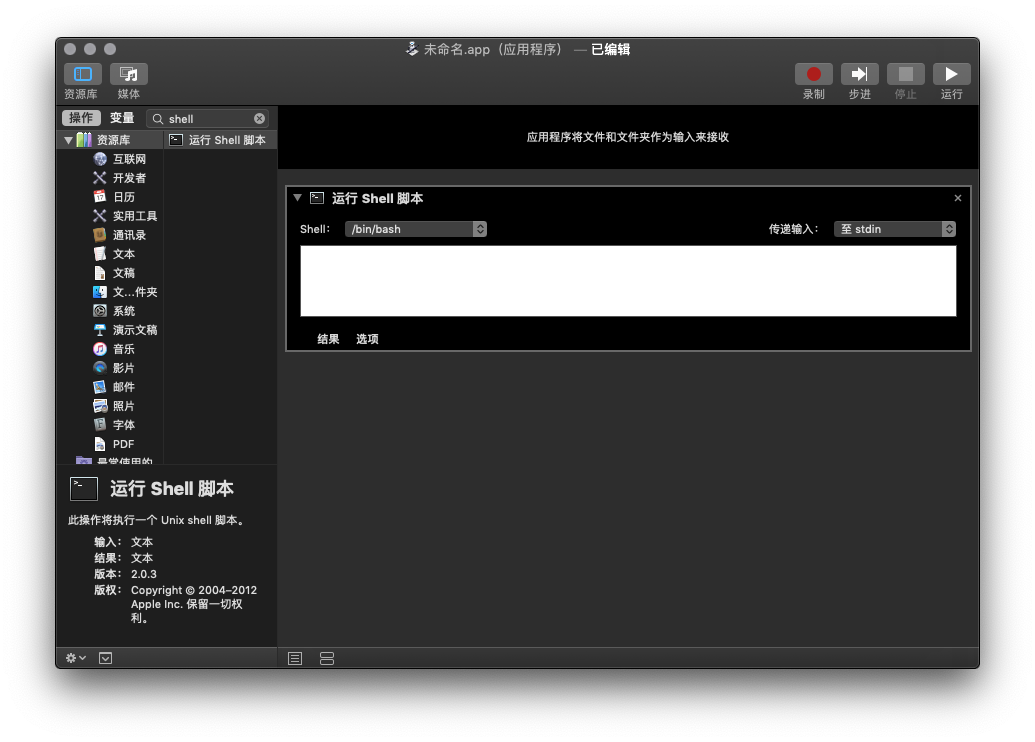 未命名.app（应用程序） — 已编辑
资源库 媒体 录制 步进 停止 运行
操作 变量 shell
资源库
互联网
开发者
日历
实用工具
通讯录
文本
文稿
文...件夹
系统
演示文稿
音乐
影片
邮件
照片
字体
PDF
最常使用的
运行 Shell 脚本
应用程序将文件和文件夹作为输入来接收
运行 Shell 脚本
Shell： /bin/bash 传递输入： 至 stdin
结果 选项
运行 Shell 脚本
此操作将执行一个 Unix shell 脚本。
输入： 文本
结果： 文本
版本： 2.0.3
版权： Copyright © 2004–2012
Apple Inc. 保留一切权
利。